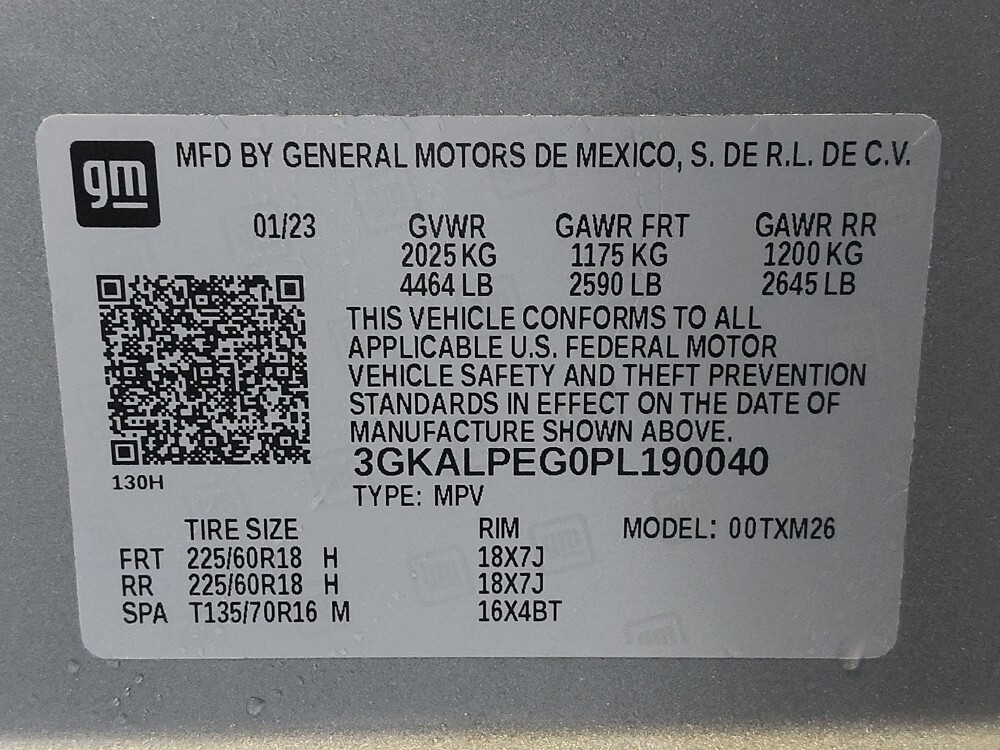 gm MFD BY GENERAL MOTORS DE MEXICO, S. DE R.L. DE C.V.
01/23 GVWR GAWR FRT GAWR RR
2025 KG 1175 KG 1200 KG
4464 LB 2590 LB 2645 LB
THIS VEHICLE CONFORMS TO ALL
APPLICABLE U.S. FEDERAL MOTOR
VEHICLE SAFETY AND THEFT PREVENTION
STANDARDS IN EFFECT ON THE DATE OF
MANUFACTURE SHOWN ABOVE.
3GKALPEG0PL190040
130H
TYPE: MPV
TIRE SIZE RIM MODEL: 00TXM26
FRT 225/60R18 H 18X7J
RR 225/60R18 H 18X7J
SPA T135/70R16 M 16X4BT